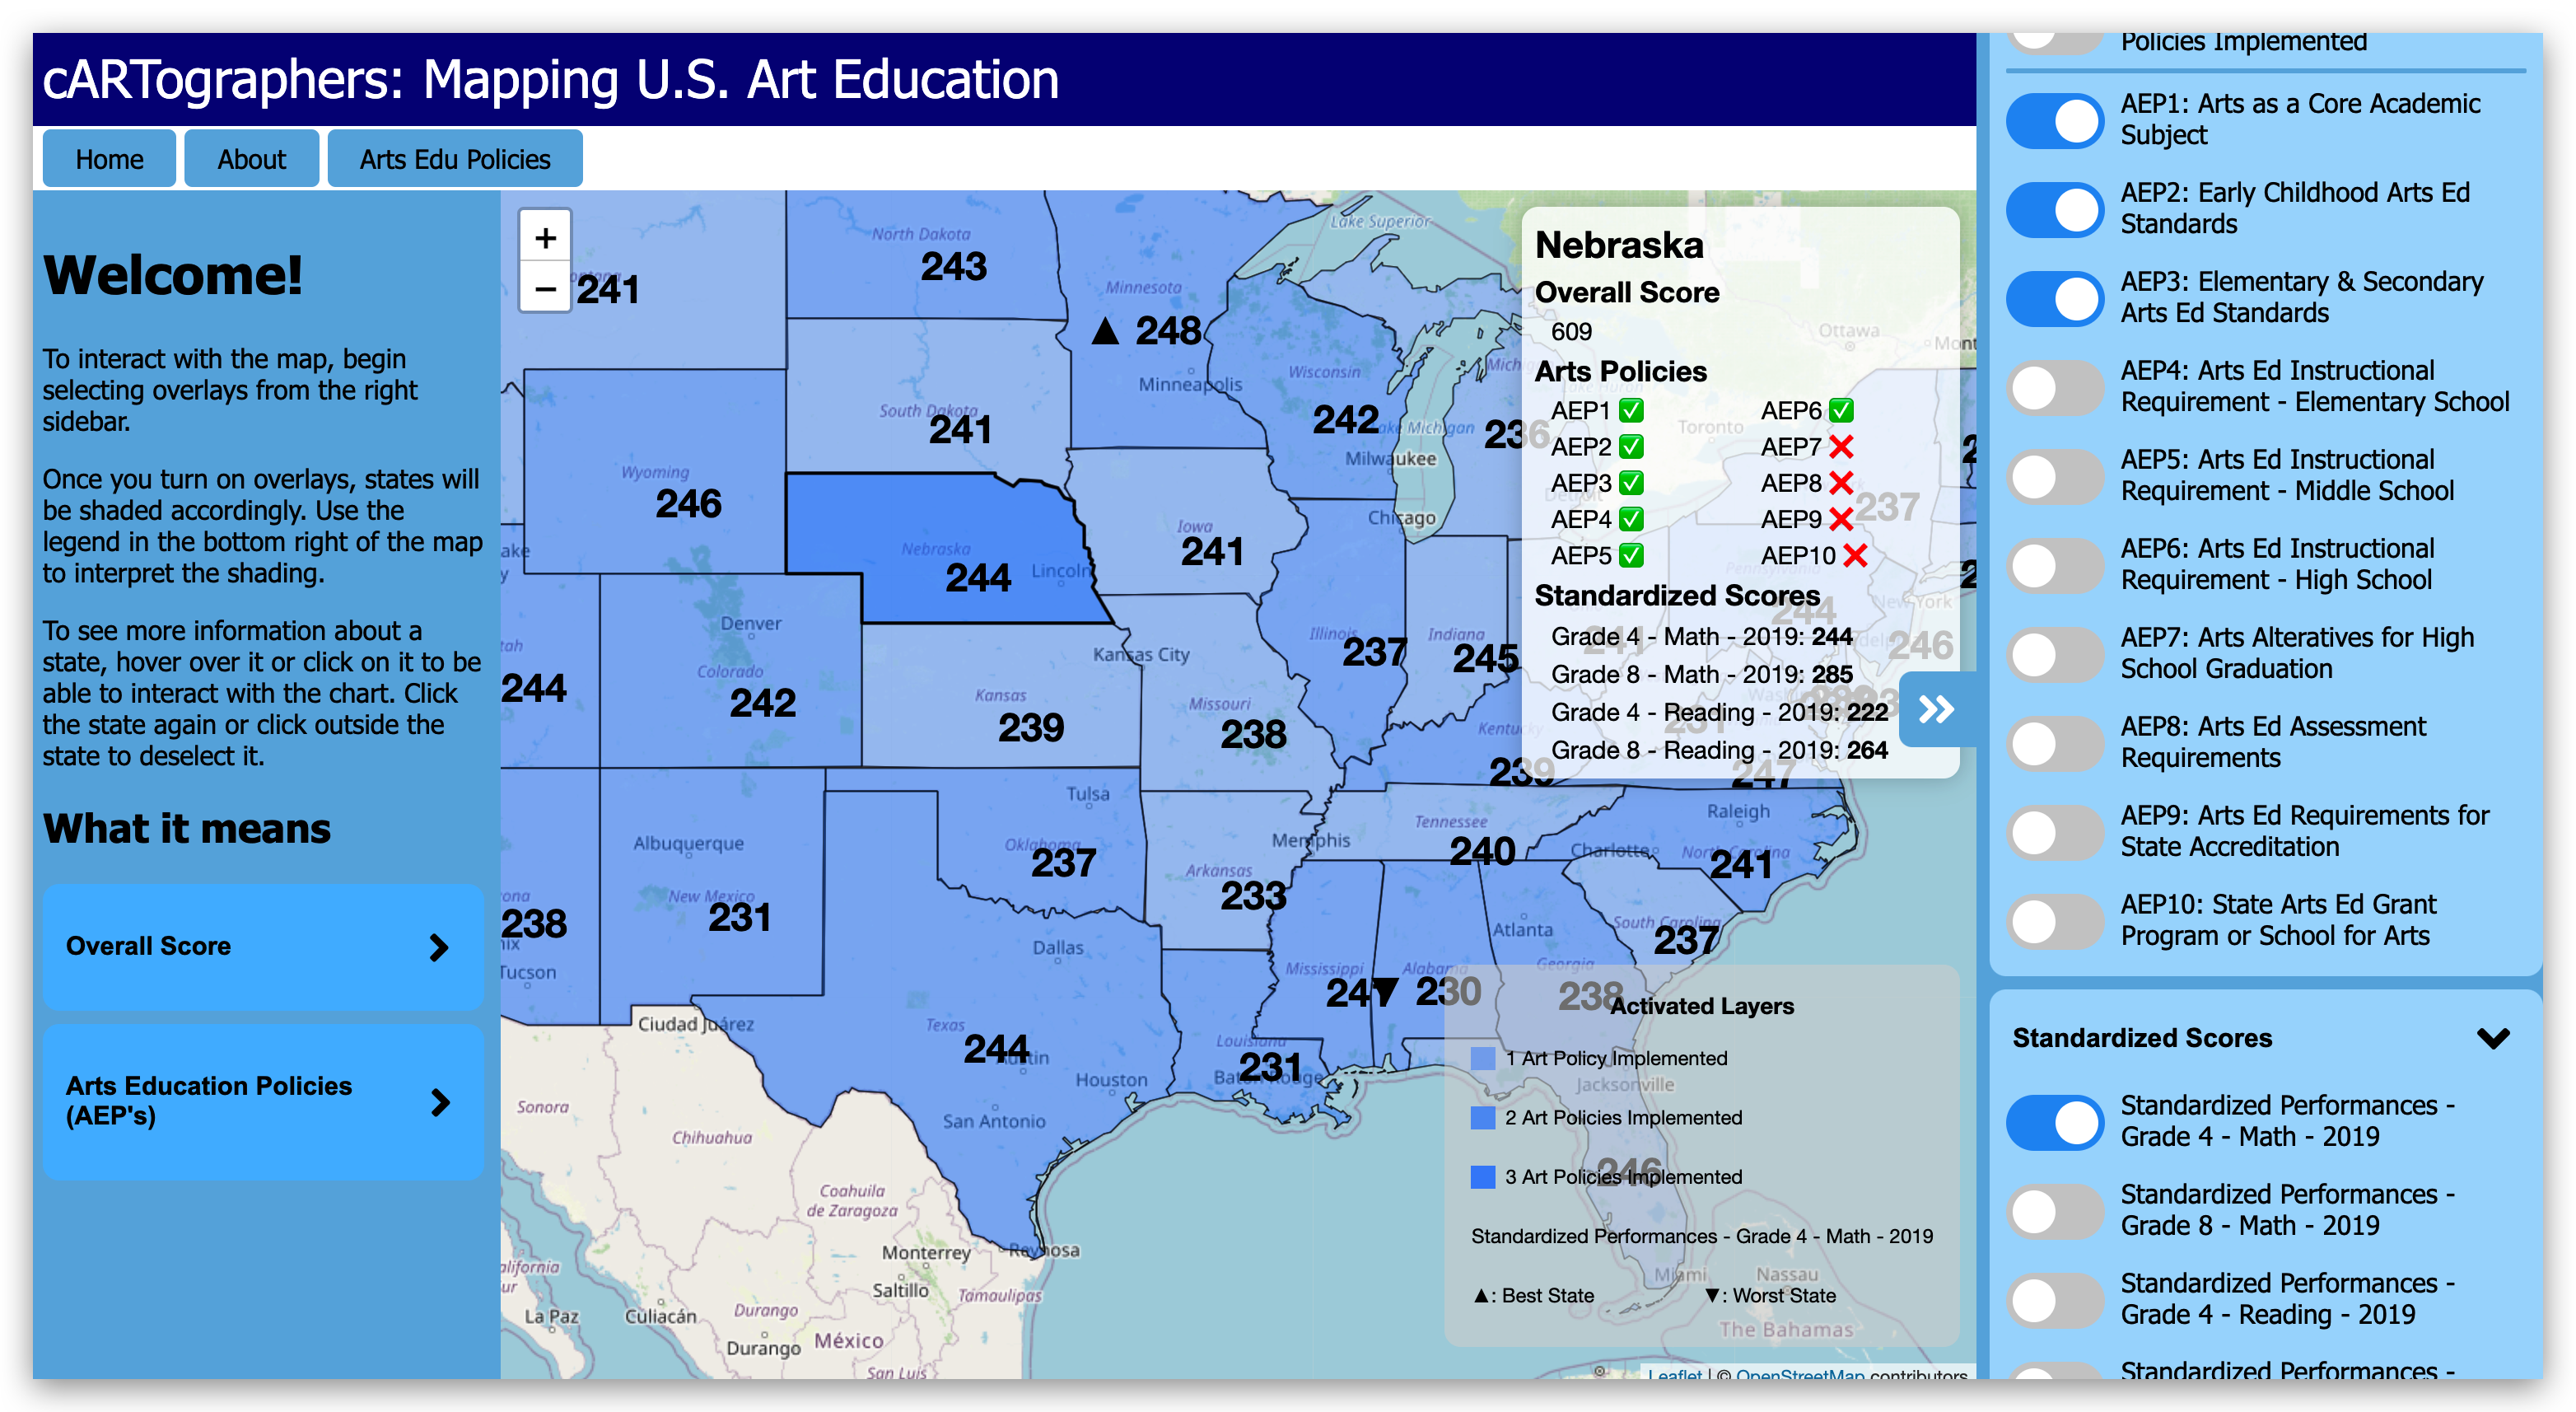 cARTographers: Mapping U.S. Art Education
Home
About
Arts Edu Policies
Welcome!
To interact with the map, begin
selecting overlays from the right
sidebar.
Once you turn on overlays, states will
be shaded accordingly. Use the
legend in the bottom right of the map
to interpret the shading.
To see more information about a
state, hover over it or click on it to be
able to interact with the chart. Click
the state again or click outside the
state to deselect it.
What it means
Overall Score
Arts Education Policies
(AEP's)
+
−
241
North Dakota
243
Minnesota
▲ 248
Minneapolis
Lake Superior
South Dakota
241
Wisconsin
242
Lake Michigan
Milwaukee
236
Wyoming
246
Nebraska
244
Lincoln
Iowa
241
Chicago
Denver
Colorado
242
244
Kansas City
Kansas
239
Missouri
238
Illinois
237
Indiana
245
Kentucky
239
Albuquerque
New Mexico
231
238
Tucson
Tulsa
Oklahoma
237
Arkansas
233
Memphis
Tennessee
240
Charlotte
Raleigh
North Carolina
241
South Carolina
237
Atlanta
Georgia
238
Mississippi
241
Alabama
▼ 230
Dallas
Texas
244
Austin
Houston
San Antonio
Louisiana
231
Baton Rouge
Ciudad Juárez
Sonora
Chihuahua
Coahuila
de Zaragoza
Monterrey
Reynosa
Saltillo
Tamaulipas
La Paz
Culiacán
Durango
Durango
México
San Luis
Ottawa
Toronto
237
Pennsylvania
244
New York
246
241
231
247
Jacksonville
246
Miami
Nassau
The Bahamas
Nebraska
Overall Score
609
Arts Policies
AEP1 ✅ AEP6 ✅
AEP2 ✅ AEP7 ❌
AEP3 ✅ AEP8 ❌
AEP4 ✅ AEP9 ❌
AEP5 ✅ AEP10 ❌
Standardized Scores
Grade 4 - Math - 2019: 244
Grade 8 - Math - 2019: 285
Grade 4 - Reading - 2019: 222
Grade 8 - Reading - 2019: 264
Activated Layers
1 Art Policy Implemented
2 Art Policies Implemented
3 Art Policies Implemented
Standardized Performances - Grade 4 - Math - 2019
▲: Best State ▼: Worst State
Leaflet | © OpenStreetMap contributors
Policies Implemented
AEP1: Arts as a Core Academic
Subject
AEP2: Early Childhood Arts Ed
Standards
AEP3: Elementary & Secondary
Arts Ed Standards
AEP4: Arts Ed Instructional
Requirement - Elementary School
AEP5: Arts Ed Instructional
Requirement - Middle School
AEP6: Arts Ed Instructional
Requirement - High School
AEP7: Arts Alteratives for High
School Graduation
AEP8: Arts Ed Assessment
Requirements
AEP9: Arts Ed Requirements for
State Accreditation
AEP10: State Arts Ed Grant
Program or School for Arts
Standardized Scores
Standardized Performances -
Grade 4 - Math - 2019
Standardized Performances -
Grade 8 - Math - 2019
Standardized Performances -
Grade 4 - Reading - 2019
Standardized Performances -